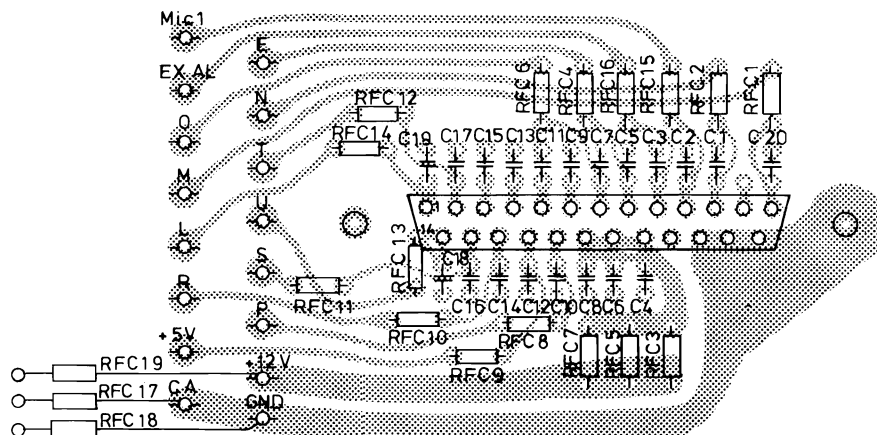 Mic1
E
EX AL
N
O
T
M
U
L
S
R
P
+5V
+12V
C.A
GND
RFC19
RFC17
RFC18
RFC12
RFC14
RFC11
RFC10
RFC9
RFC8
RFC13
RFC6
RFC4
RFC16
RFC15
RFC2
RFC1
C19 C17 C15 C13 C11 C9 C7 C5 C3 C2 C1 C20
1
14
C18
C16 C14 C12 C10 C8 C6 C4
RFC7
RFC5
RFC3